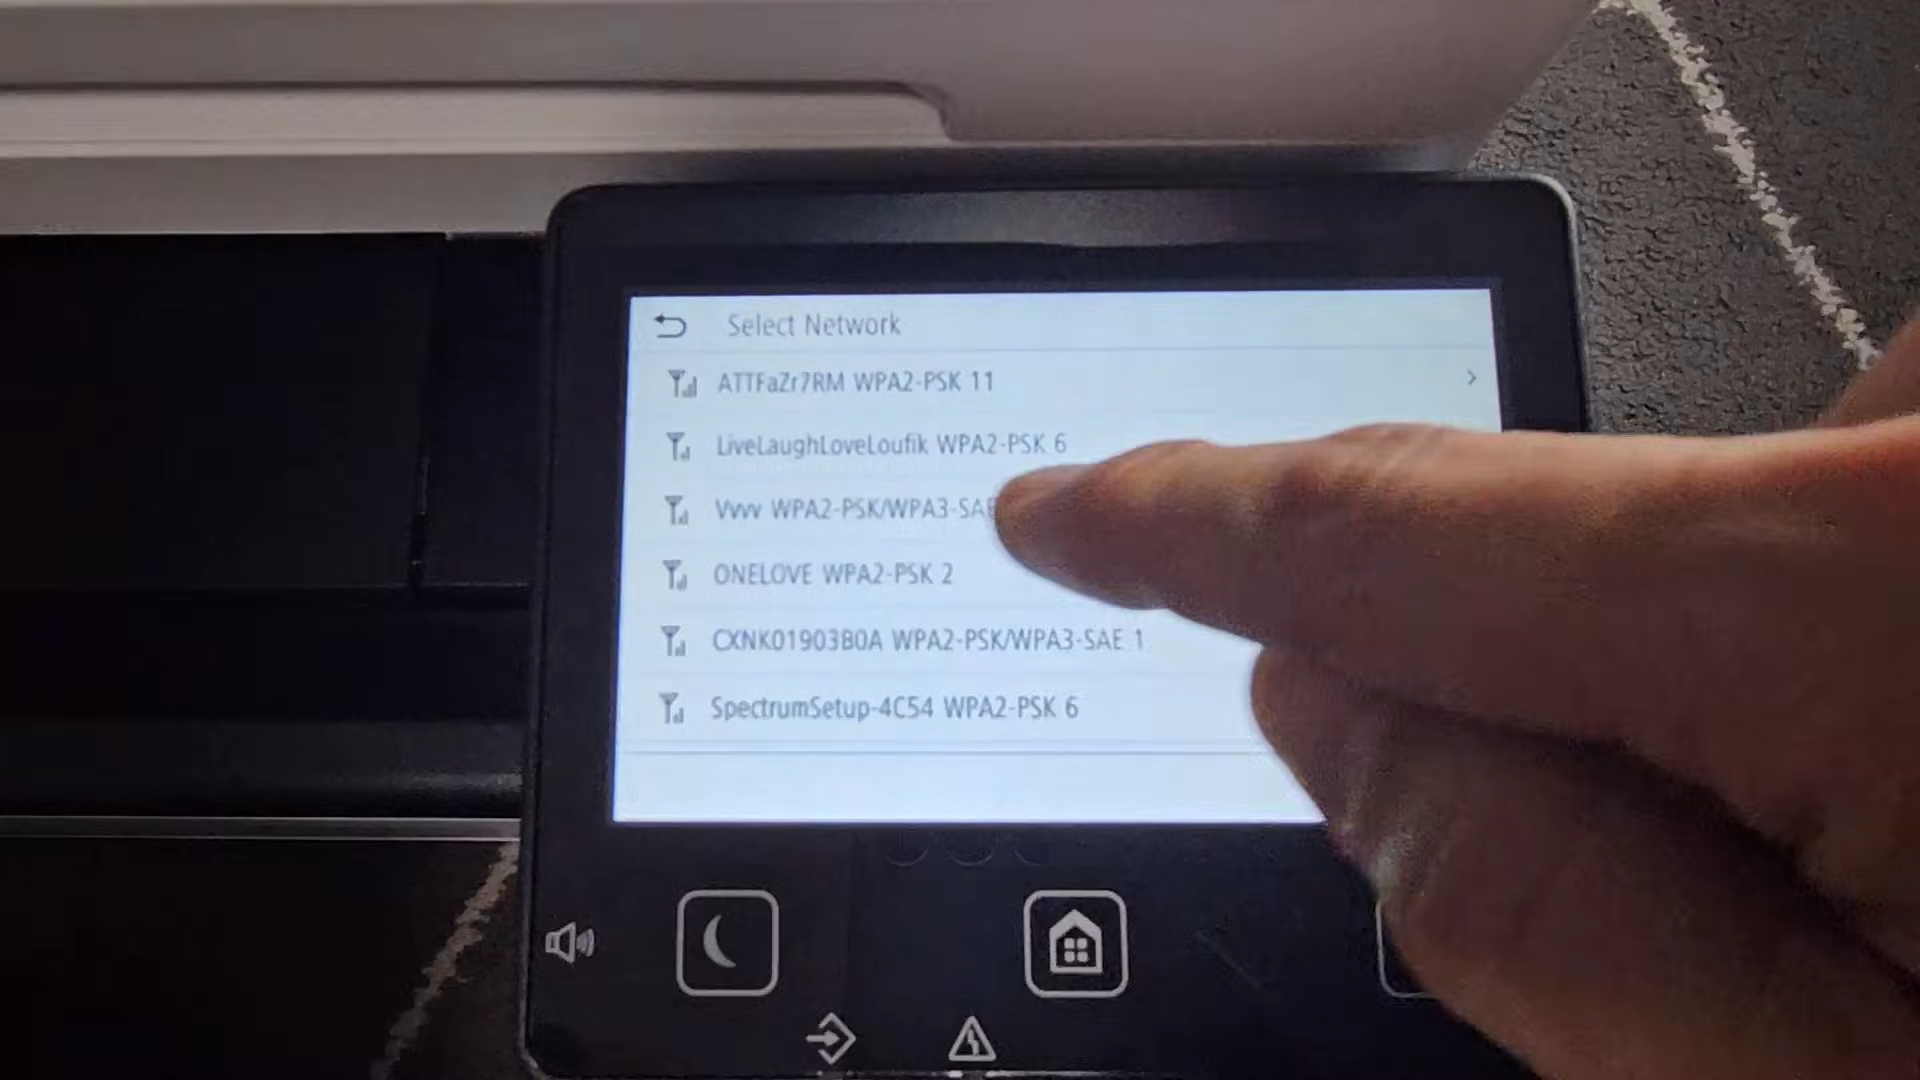 Select Network
ATTFaZr7RM WPA2-PSK 11
LiveLaughLoveLoufik WPA2-PSK 6
Vvvv WPA2-PSK/WPA3-SAE
ONELOVE WPA2-PSK 2
CXNK01903B0A WPA2-PSK/WPA3-SAE 1
SpectrumSetup-4C54 WPA2-PSK 6